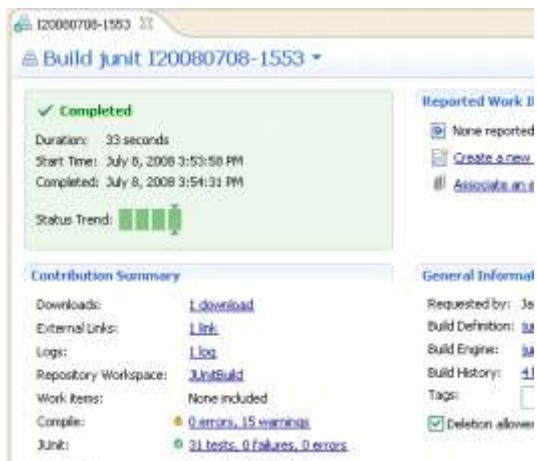 I20080708-1553
Build junit I20080708-1553
Completed
Duration: 33 seconds
Start Time: July 8, 2008 3:53:58 PM
Completed: July 8, 2008 3:54:31 PM
Status Trend:
Reported Work I
None reported
Create a new
Associate an
Contribution Summary
Downloads: 1 download
External Links: 1 link
Logs: 1 log
Repository Workspace: JUnitBuild
Work items: None included
Compile: 0 errors, 15 warnings
JUnit: 31 tests, 0 failures, 0 errors
General Informat
Requested by: Ja
Build Definition: ju
Build Engine: ju
Build History: 4
Tags:
Deletion allowe